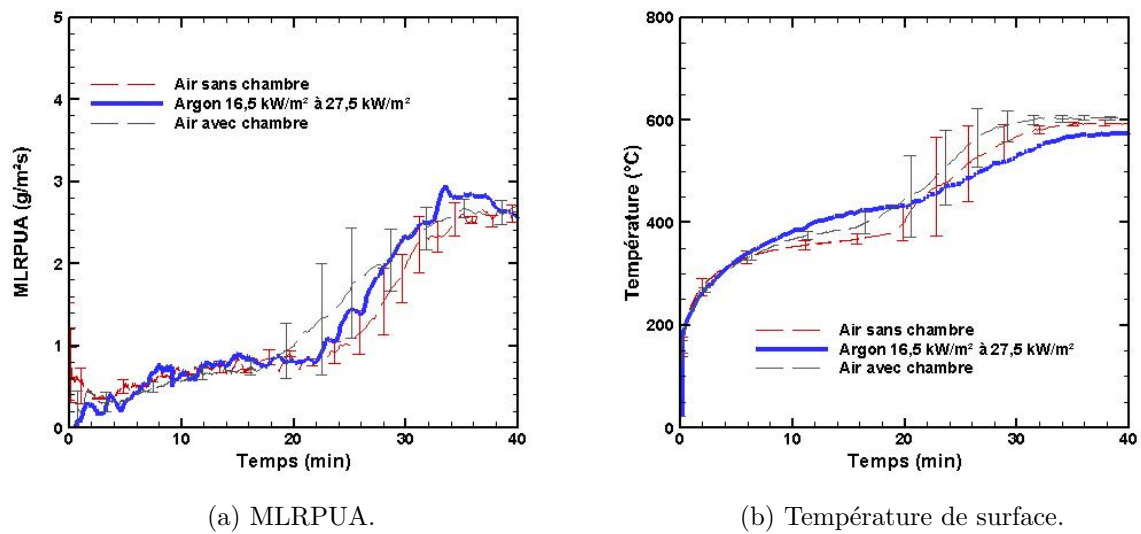 5
4
3
2
1
0
MLRPUA (g/m²s)
Air sans chambre
Argon 16,5 kW/m² à 27,5 kW/m²
Air avec chambre
0 10 20 30 40
Temps (min)
(a) MLRPUA.
800
600
400
200
0
Température (°C)
Air sans chambre
Argon 16,5 kW/m² à 27,5 kW/m²
Air avec chambre
0 10 20 30 40
Temps (min)
(b) Température de surface.